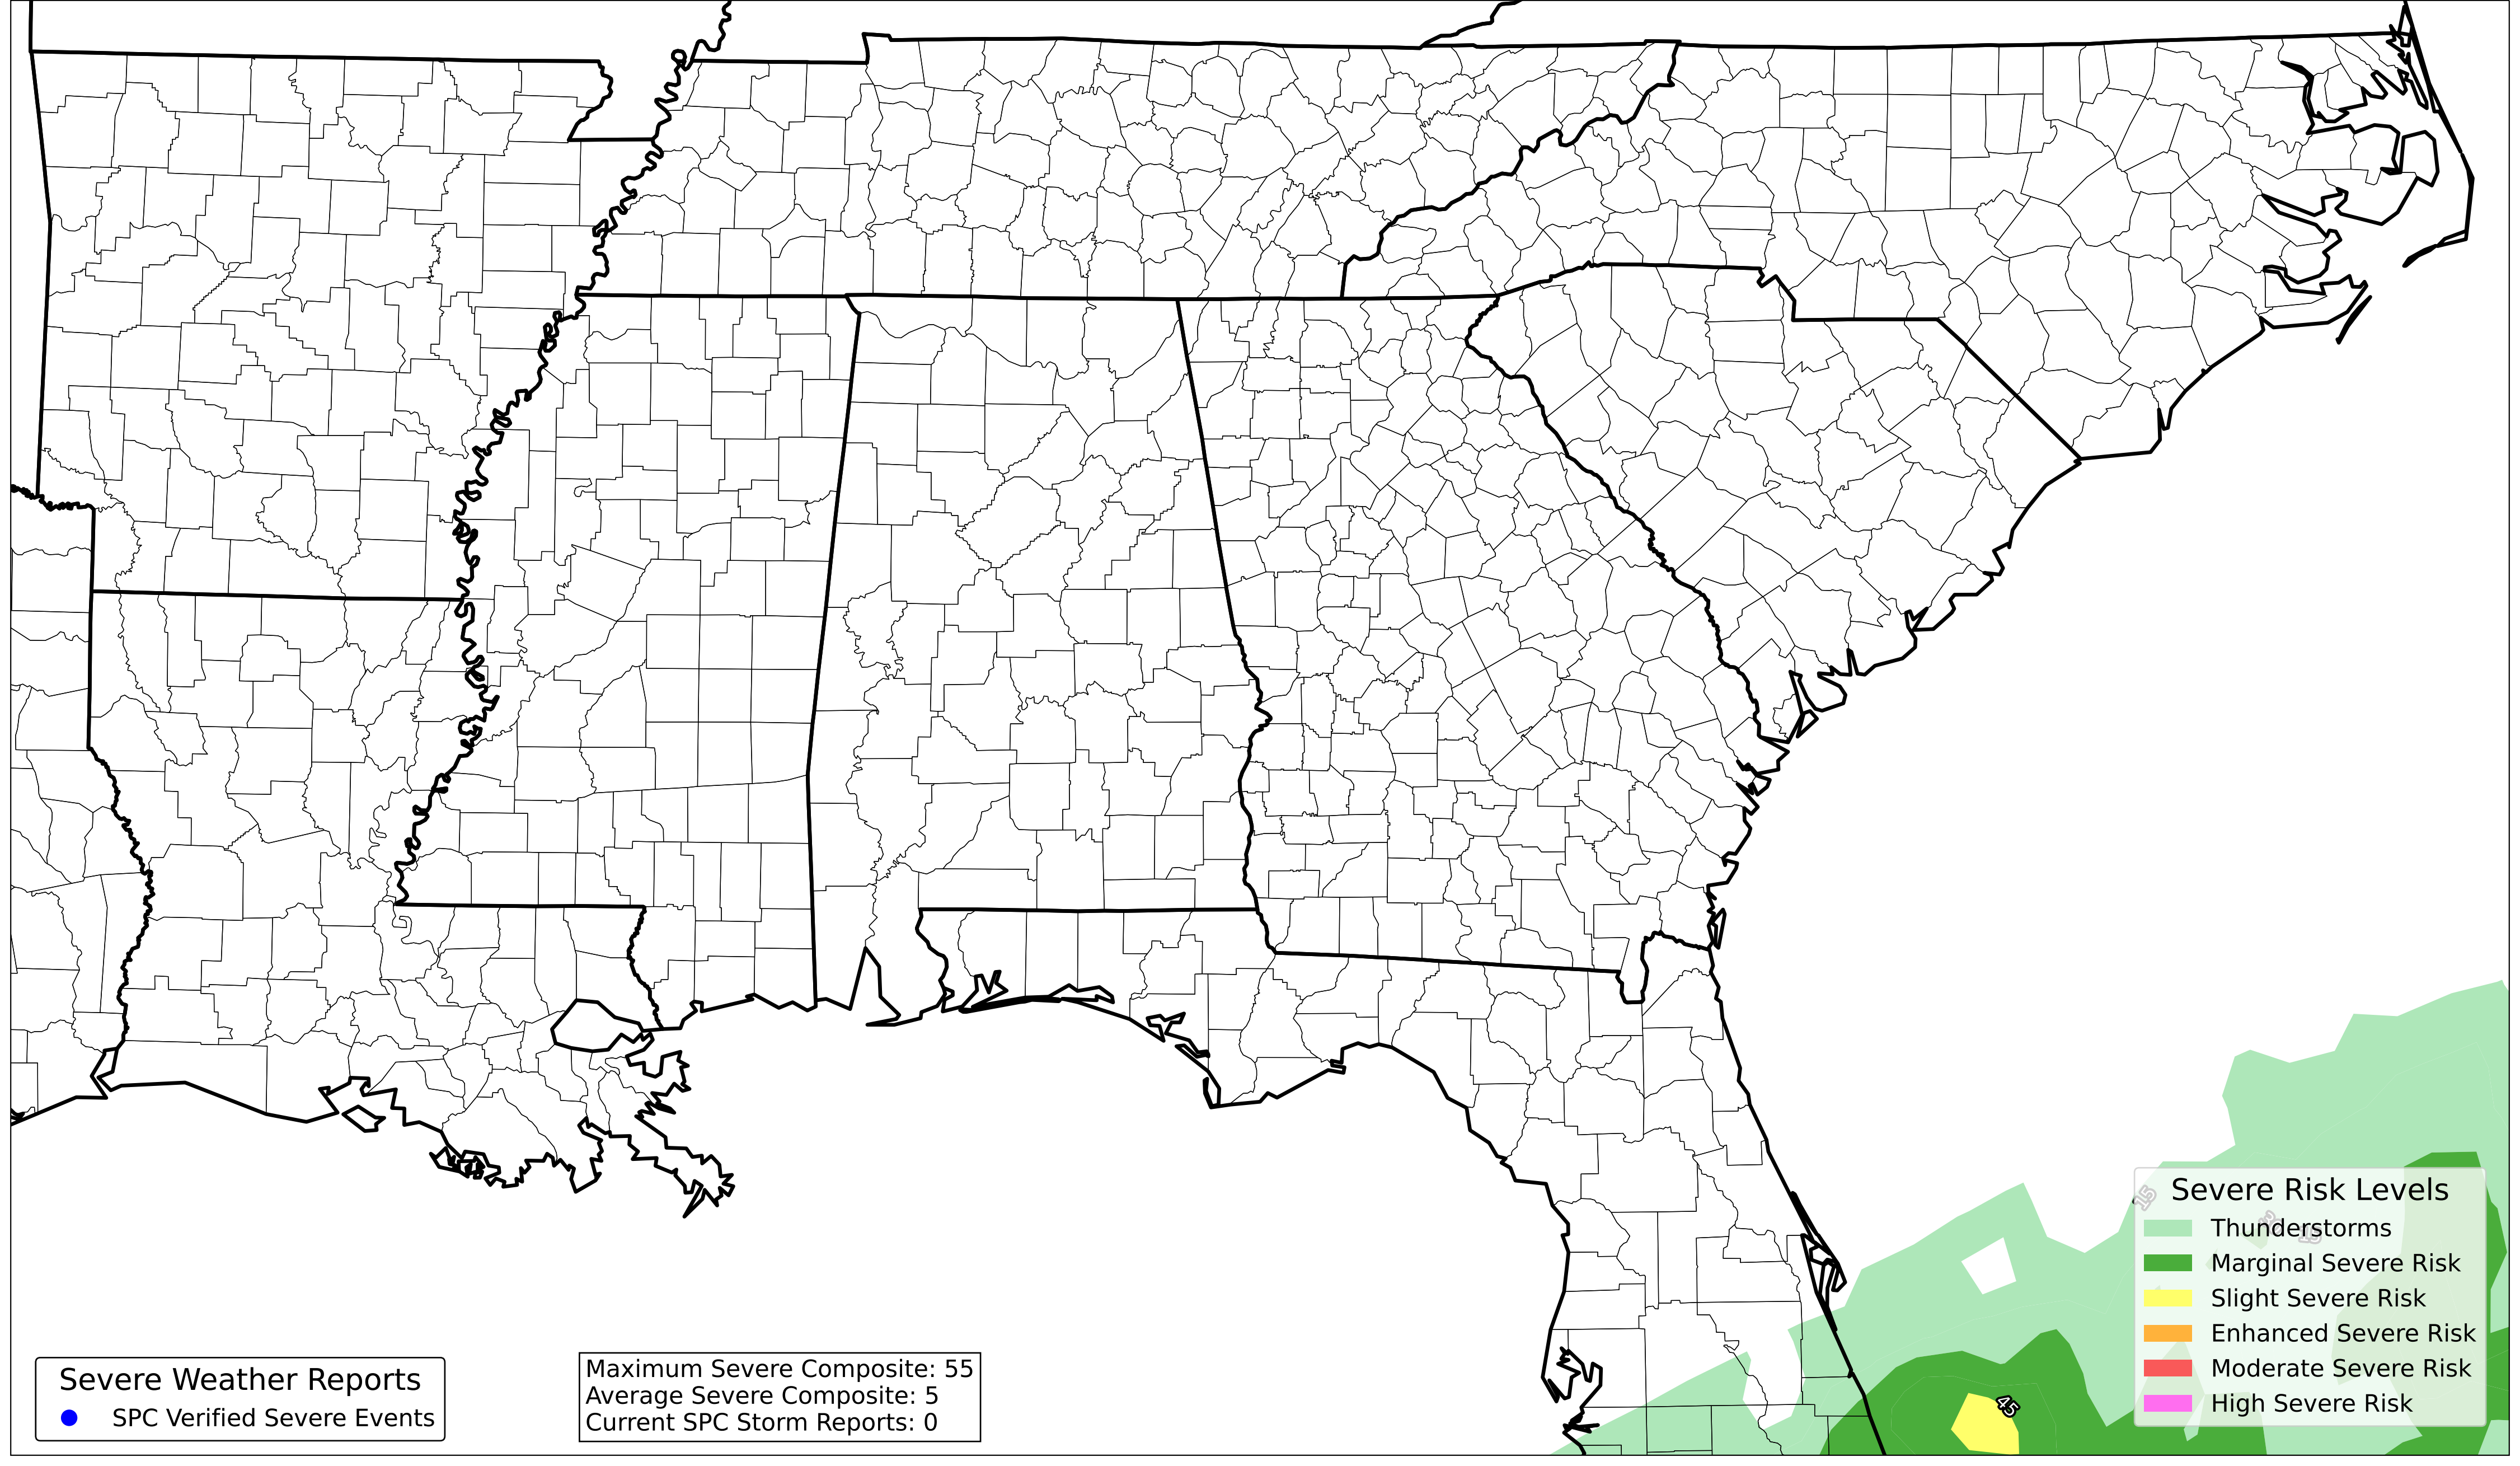 15
Severe Risk Levels
Thunderstorms
Marginal Severe Risk
Slight Severe Risk
Enhanced Severe Risk
Moderate Severe Risk
High Severe Risk
45
Severe Weather Reports
SPC Verified Severe Events
Maximum Severe Composite: 55
Average Severe Composite: 5
Current SPC Storm Reports: 0